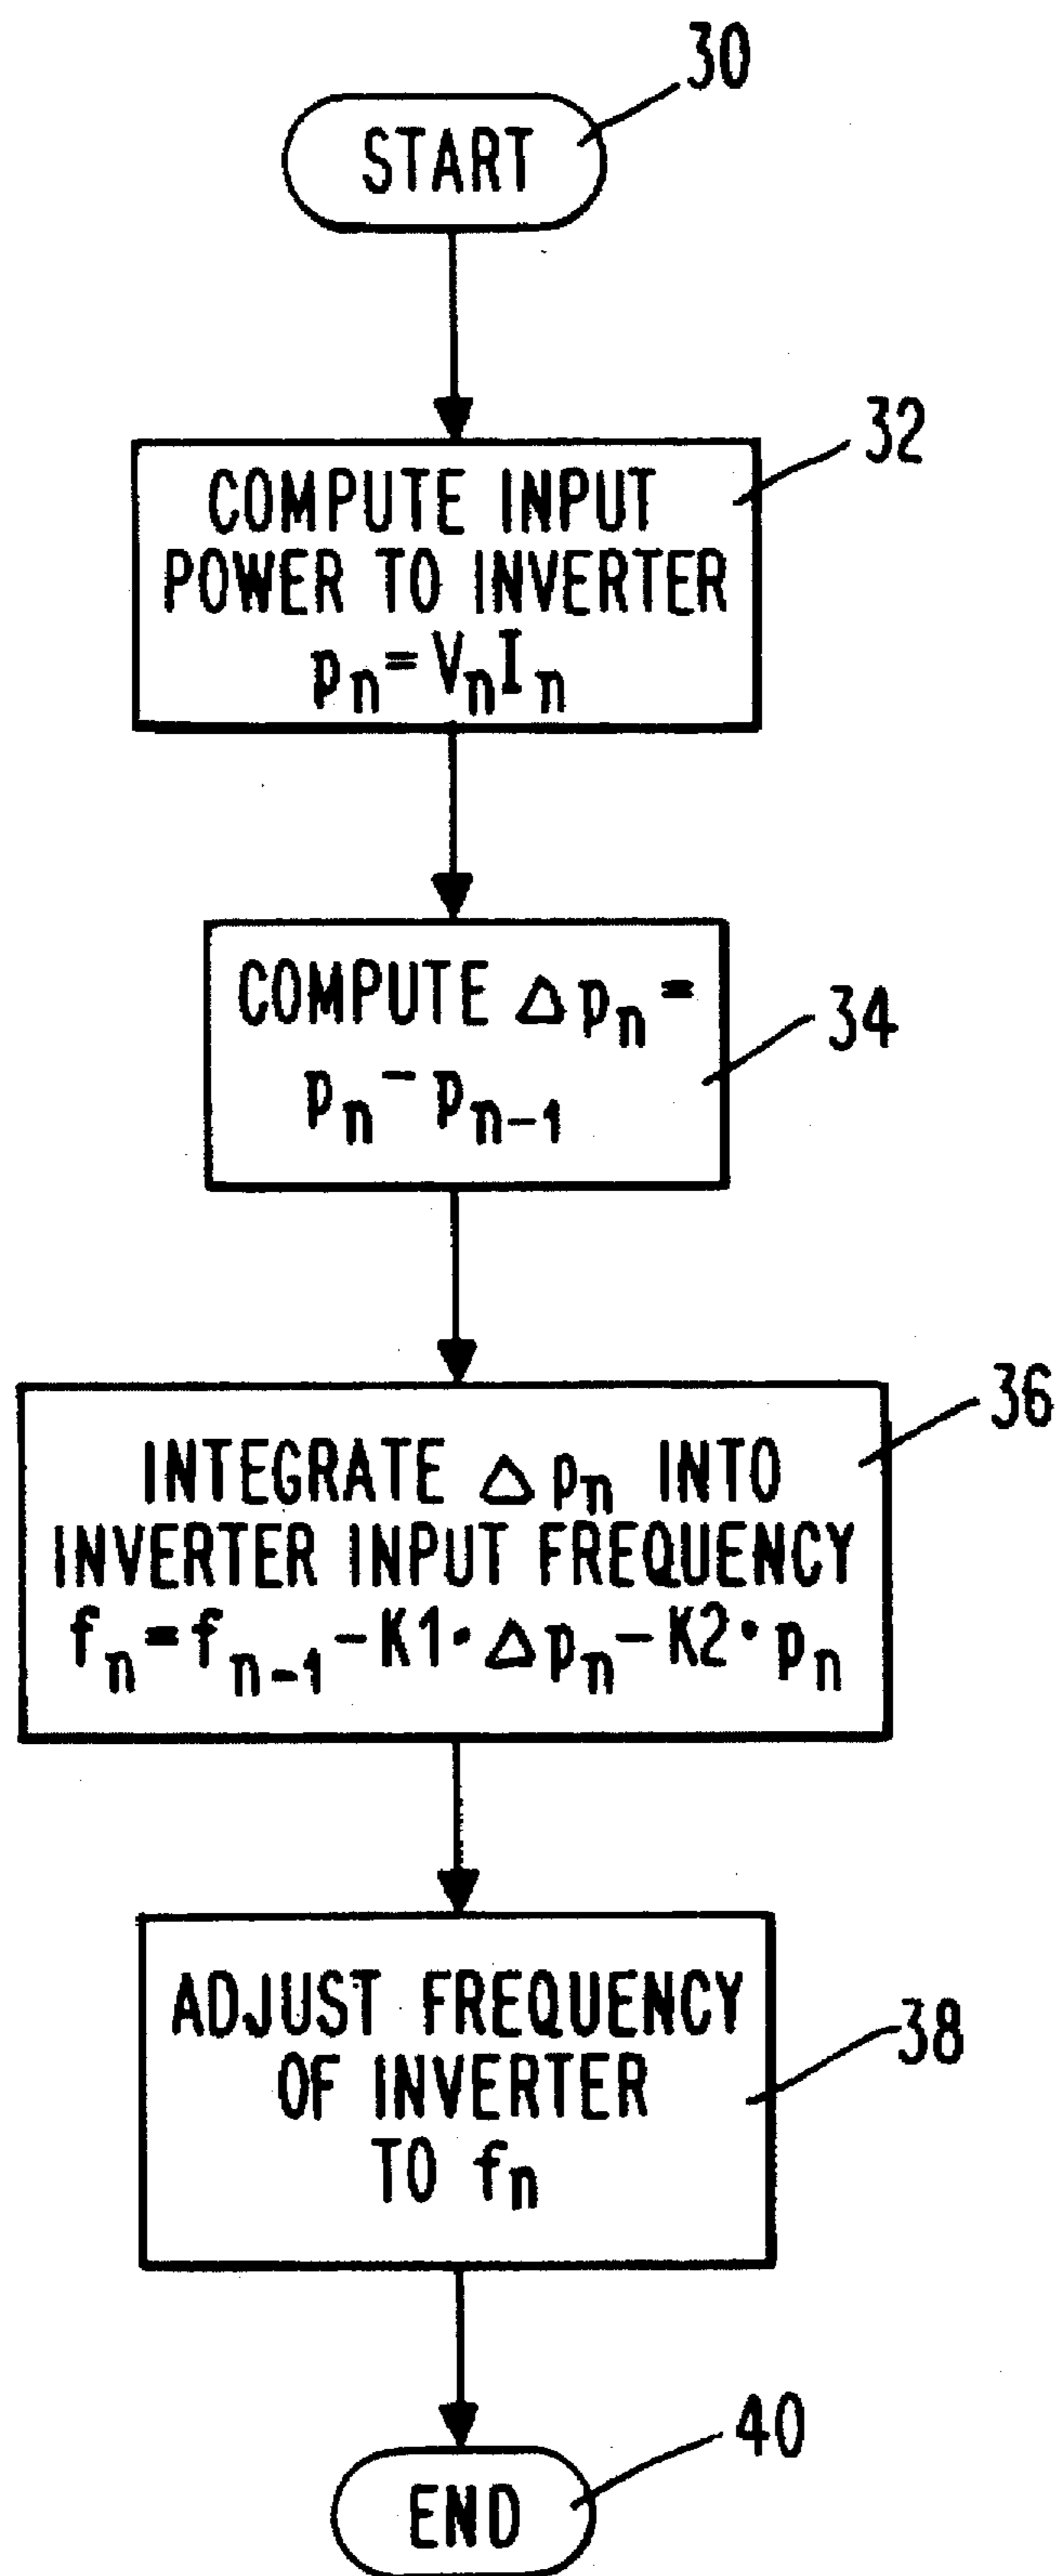 30
START
32
COMPUTE INPUT
POWER TO INVERTER
pₙ=VₙIₙ
COMPUTE Δpₙ=
34
pₙ-pₙ₋₁
36
INTEGRATE Δpₙ INTO
INVERTER INPUT FREQUENCY
fₙ=fₙ₋₁-K1·Δpₙ-K2·pₙ
ADJUST FREQUENCY
38
OF INVERTER
TO fₙ
40
END